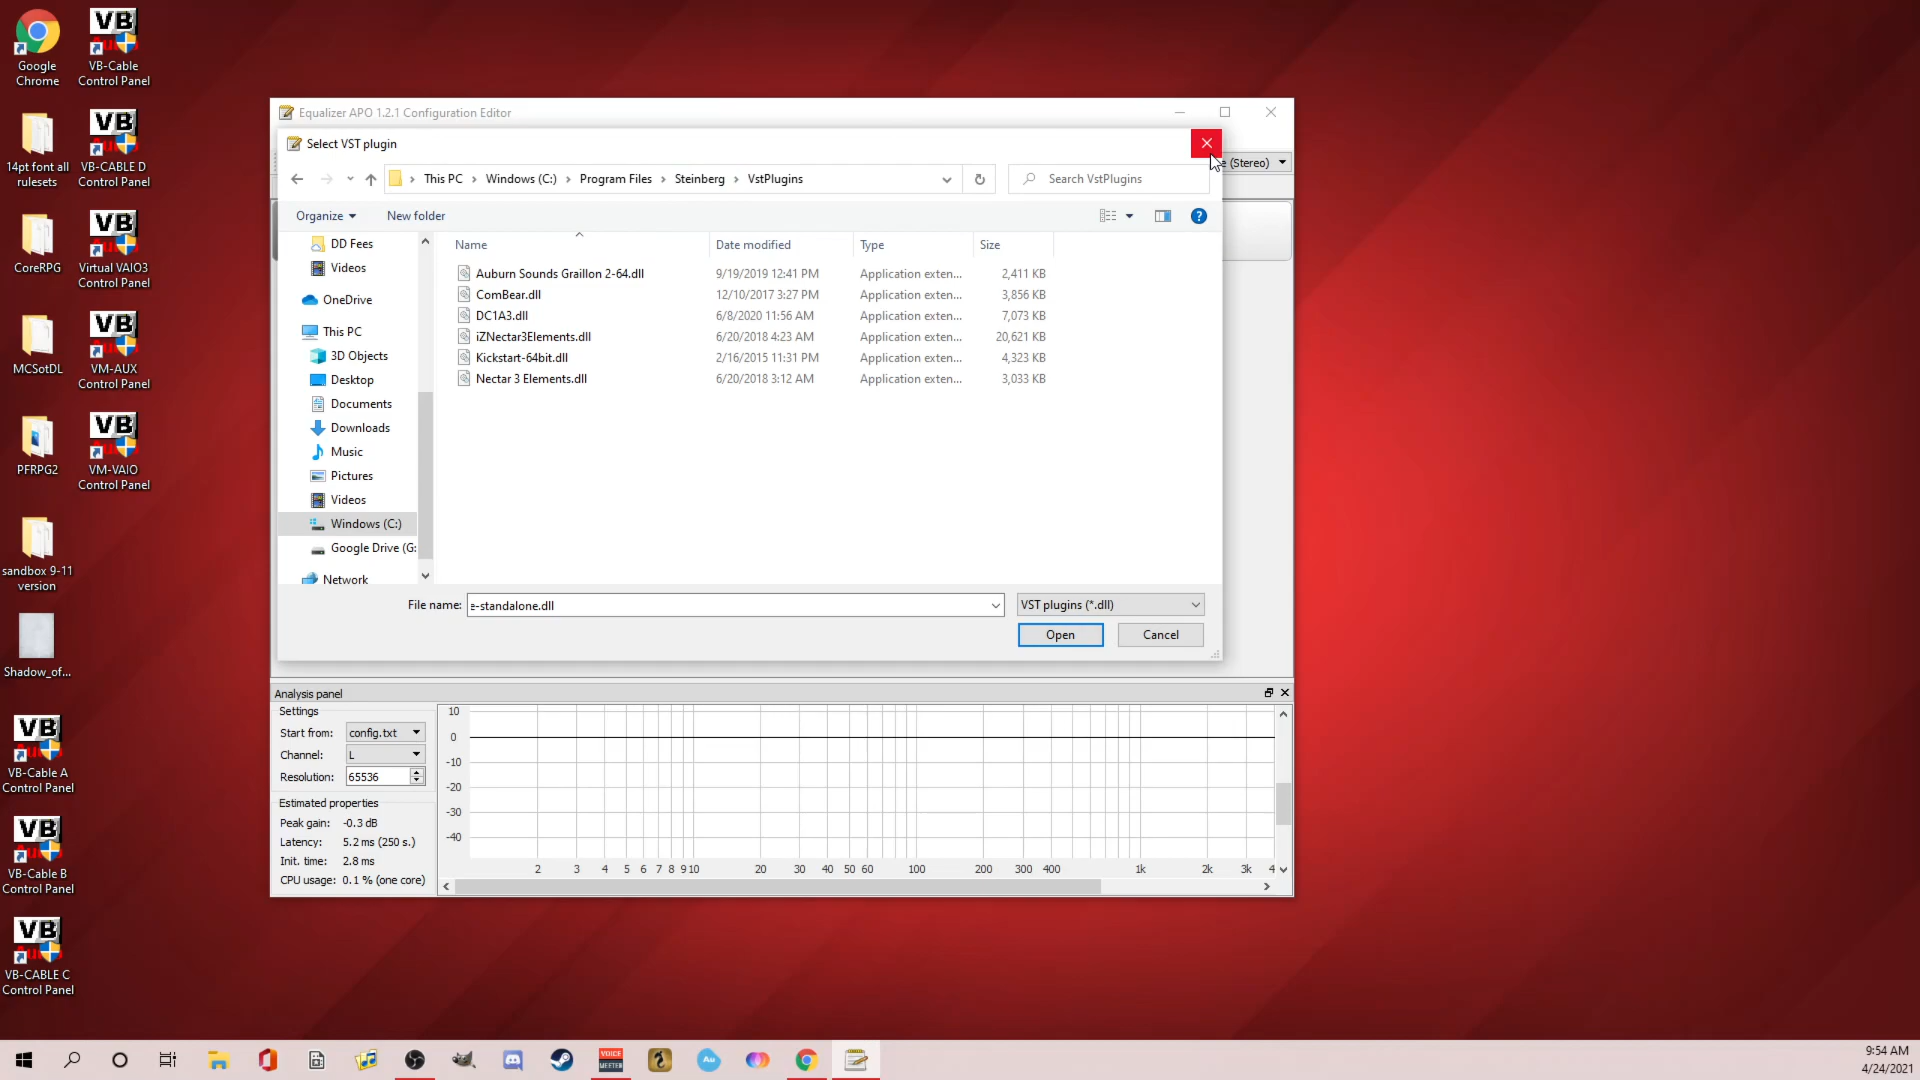 Google
Chrome
VB
Audio
VB-Cable
Control Panel
14pt font all
rulesets
VB
VB-CABLE D
Control Panel
CoreRPG
VB
Virtual VAIO3
Control Panel
MCSotDL
VB
VM-AUX
Control Panel
PFRPG2
VB
VM-VAIO
Control Panel
sandbox 9-11
version
Shadow_of...
VB
VB-Cable A
Control Panel
VB
VB-Cable B
Control Panel
VB
VB-CABLE C
Control Panel
Equalizer APO 1.2.1 Configuration Editor
e (Stereo)
Select VST plugin
This PC > Windows (C:) > Program Files > Steinberg > VstPlugins
Search VstPlugins
Organize
New folder
DD Fees
Videos
OneDrive
This PC
3D Objects
Desktop
Documents
Downloads
Music
Pictures
Videos
Windows (C:)
Google Drive (G:
Network
Name Date modified Type Size
Auburn Sounds Graillon 2-64.dll 9/19/2019 12:41 PM Application exten... 2,411 KB
ComBear.dll 12/10/2017 3:27 PM Application exten... 3,856 KB
DC1A3.dll 6/8/2020 11:56 AM Application exten... 7,073 KB
iZNectar3Elements.dll 6/20/2018 4:23 AM Application exten... 20,621 KB
Kickstart-64bit.dll 2/16/2015 11:31 PM Application exten... 4,323 KB
Nectar 3 Elements.dll 6/20/2018 3:12 AM Application exten... 3,033 KB
File name: e-standalone.dll
VST plugins (*.dll)
Open
Cancel
Analysis panel
Settings
Start from: config.txt
Channel: L
Resolution: 65536
Estimated properties
Peak gain: -0.3 dB
Latency: 5.2 ms (250 s.)
Init. time: 2.8 ms
CPU usage: 0.1 % (one core)
10
0
-10
-20
-30
-40
2 3 4 5 6 7 8 9 10 20 30 40 50 60 100 200 300 400 1k 2k 3k 4
VOICE
MEETER
Au
9:54 AM
4/24/2021